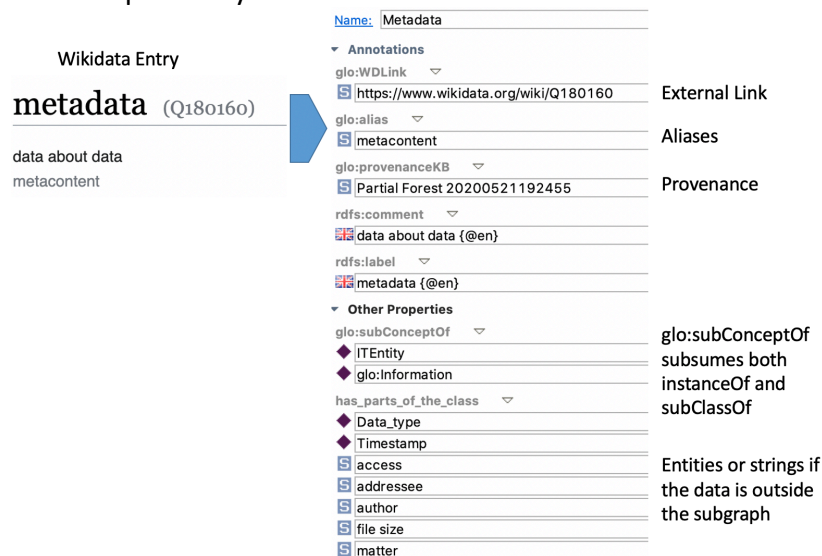 Wikidata Entry
metadata (Q180160)
data about data
metacontent
Name: Metadata
Annotations
glo:WDLink
S https://www.wikidata.org/wiki/Q180160
External Link
glo:alias
S metacontent
Aliases
glo:provenanceKB
S Partial Forest 20200521192455
Provenance
rdfs:comment
data about data {@en}
rdfs:label
metadata {@en}
Other Properties
glo:subConceptOf
ITEntity
glo:Information
glo:subConceptOf
subsumes both
instanceOf and
subClassOf
has_parts_of_the_class
Data_type
Timestamp
S access
S addressee
S author
S file size
S matter
Entities or strings if
the data is outside
the subgraph